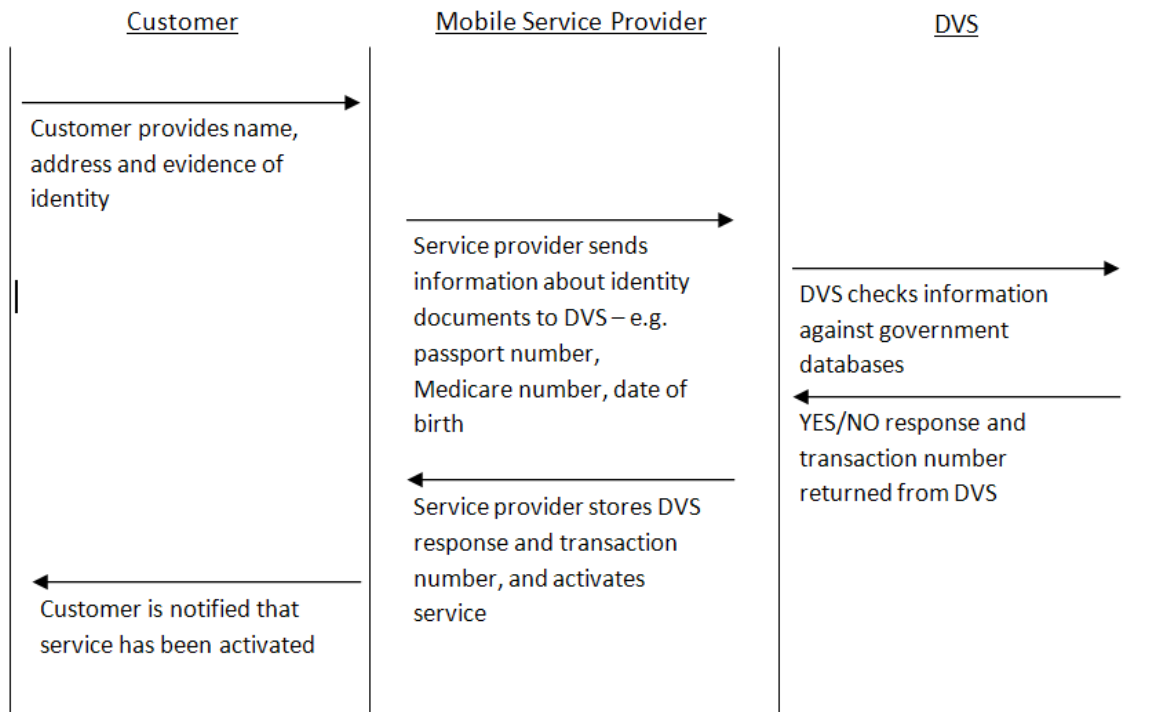 Customer
Mobile Service Provider
DVS
Customer provides name,
address and evidence of
identity
Service provider sends
information about identity
documents to DVS – e.g.
passport number,
Medicare number, date of
birth
DVS checks information
against government
databases
YES/NO response and
transaction number
returned from DVS
Service provider stores DVS
response and transaction
number, and activates
service
Customer is notified that
service has been activated